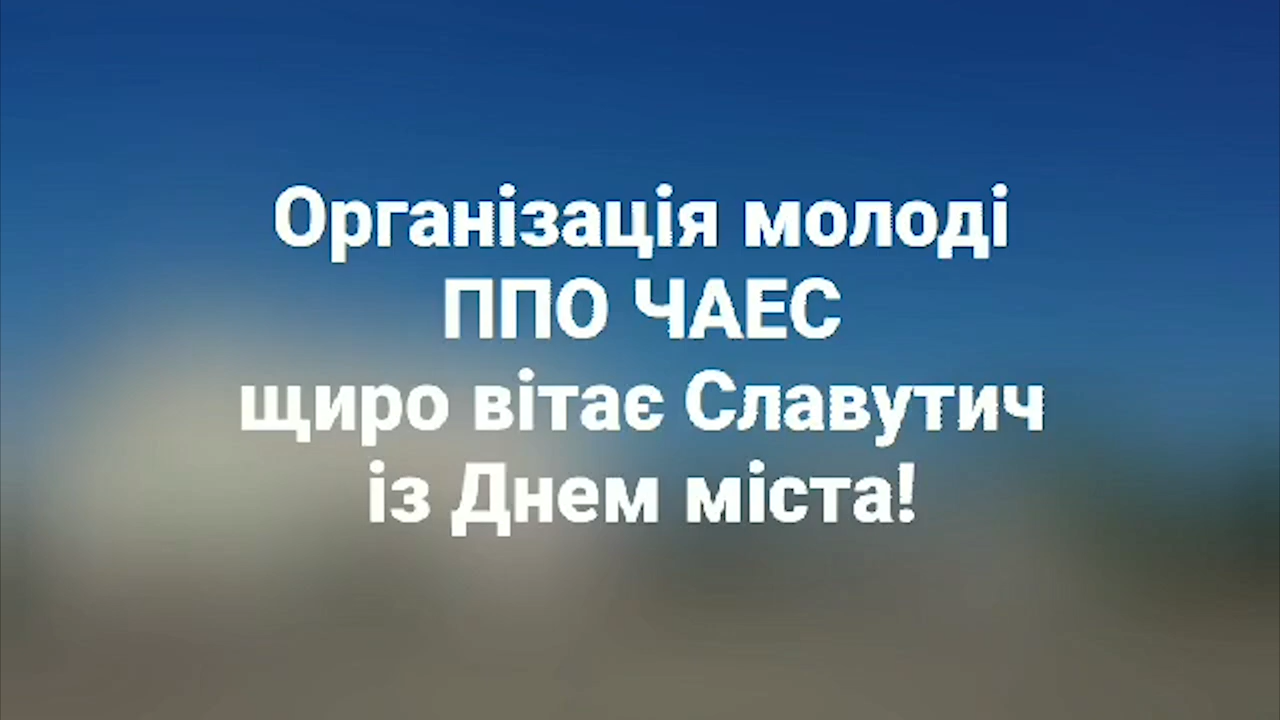 Організація молоді
ППО ЧАЕС
щиро вітає Славутич
із Днем міста!